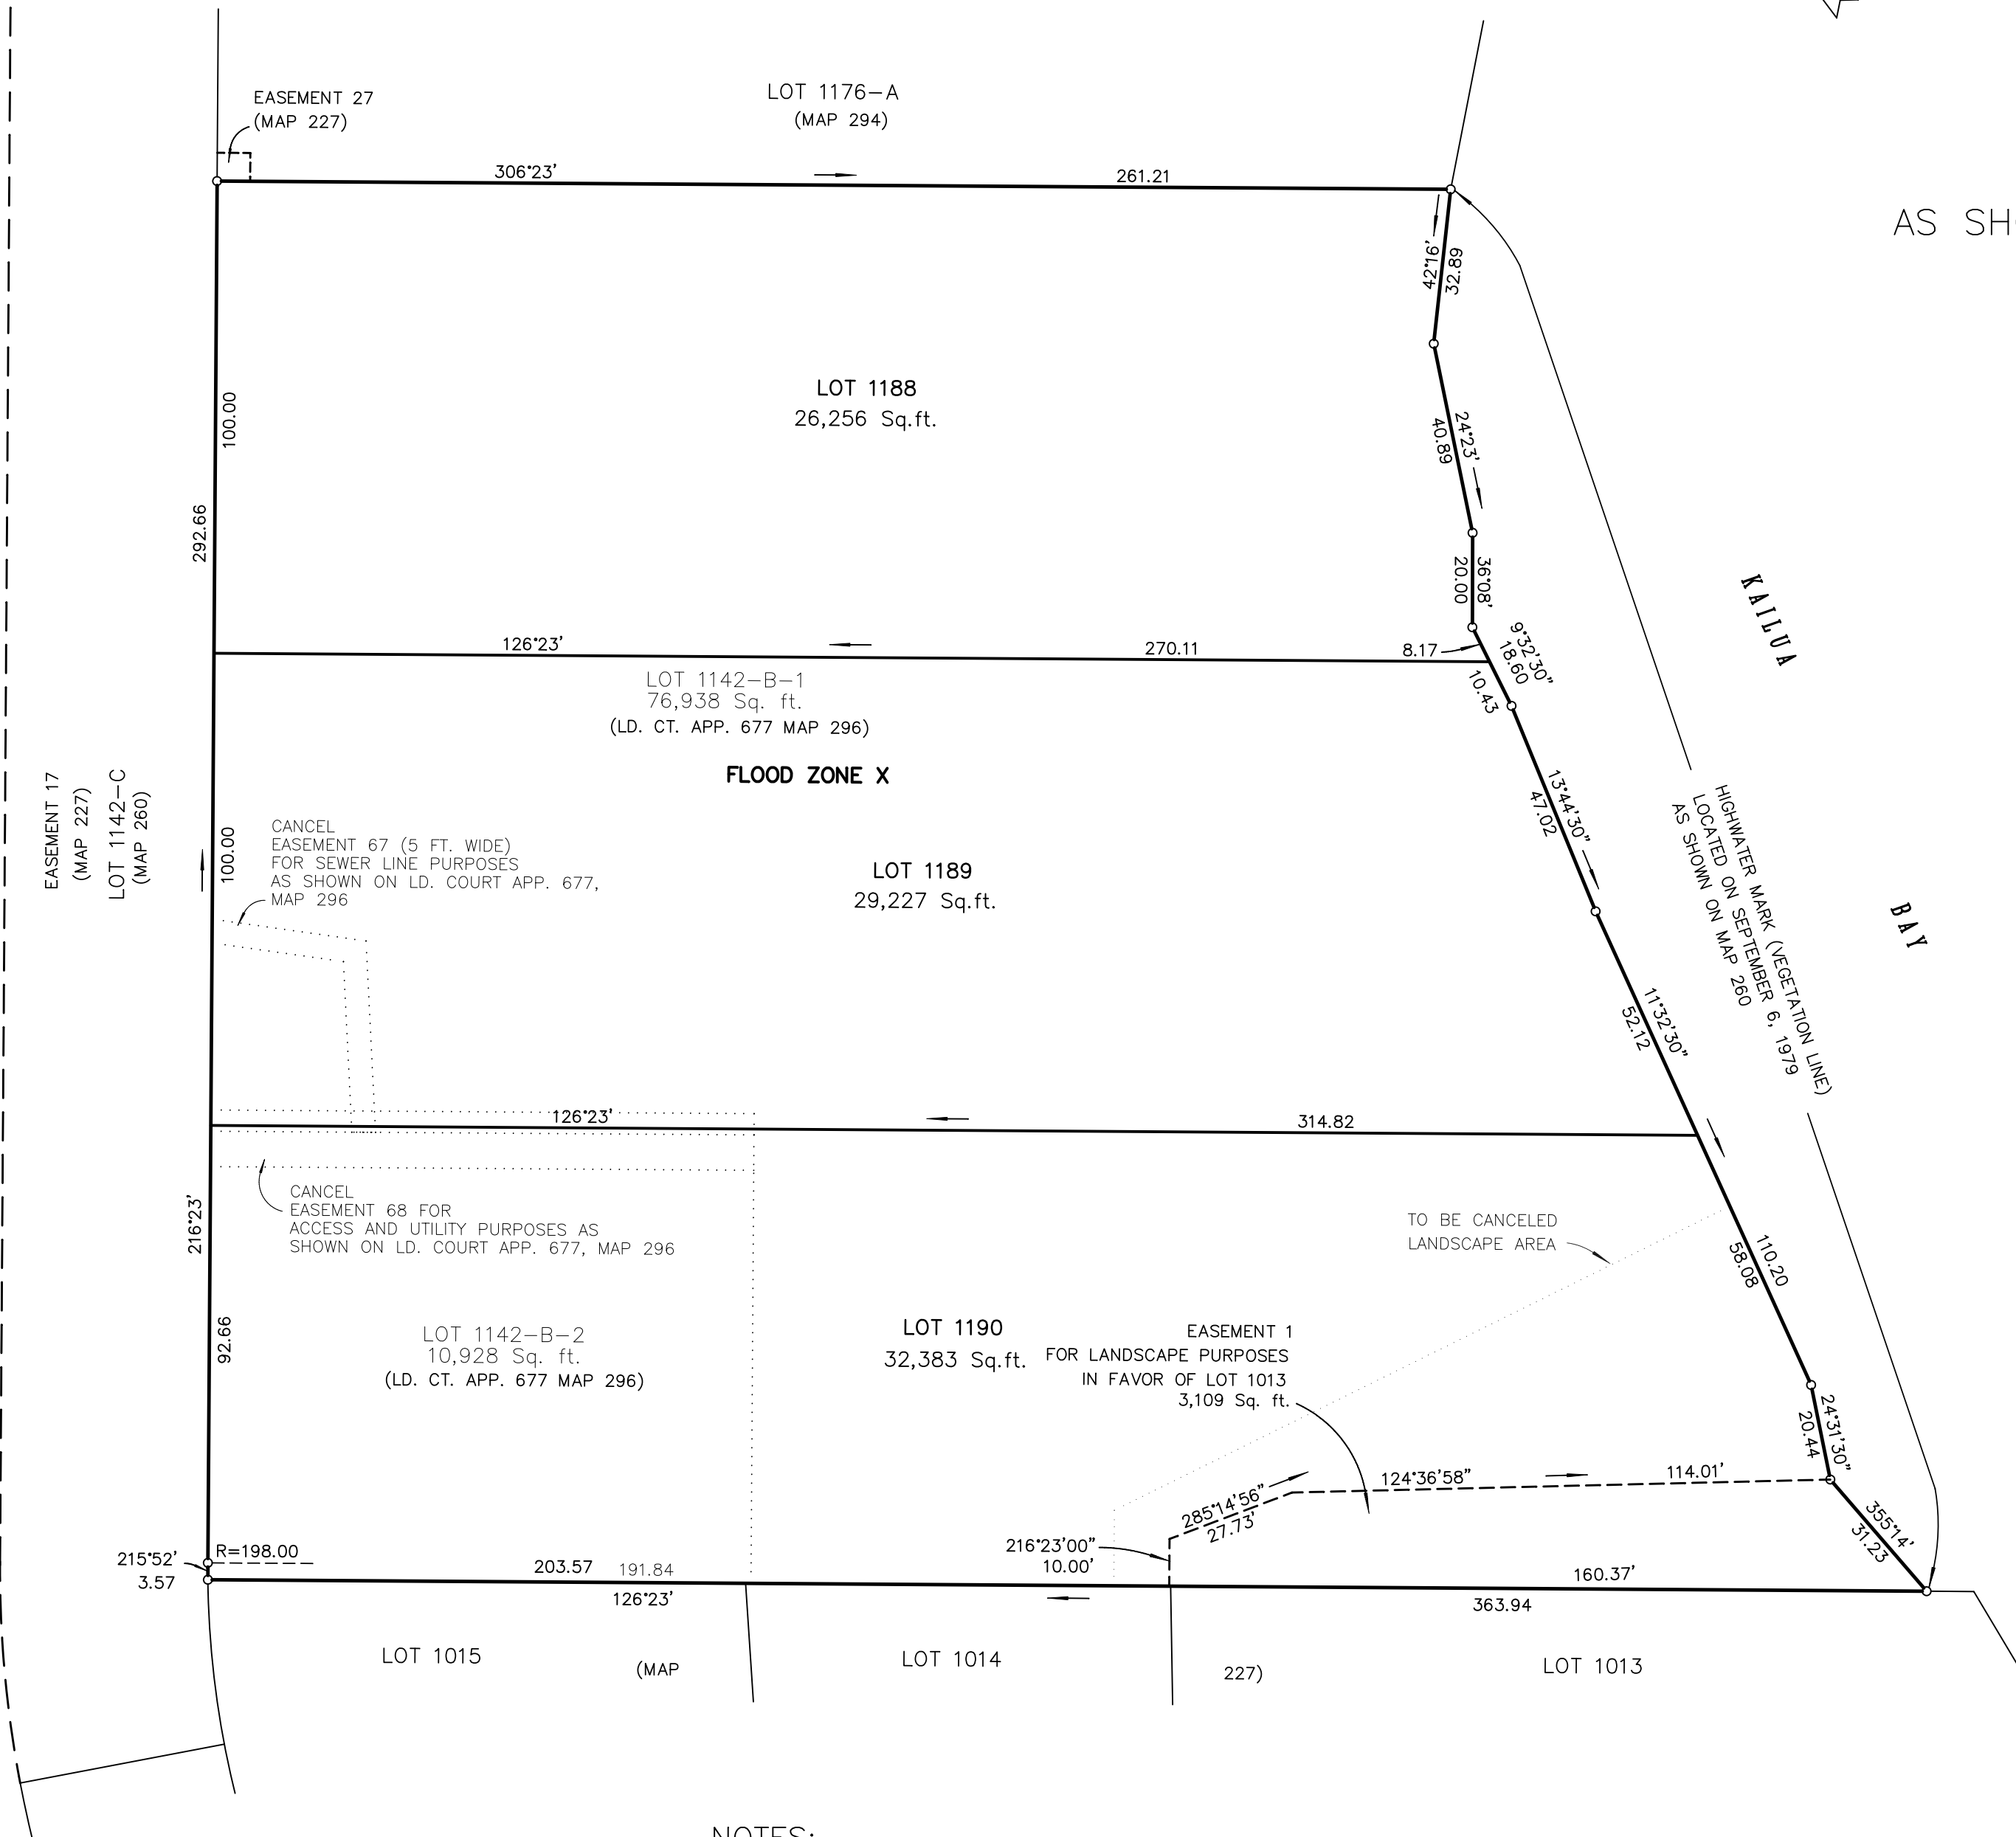 LOT 1176-A
(MAP 294)
EASEMENT 27
(MAP 227)
306°23'
261.21
AS SH
42°16'
32.89
LOT 1188
26,256 Sq.ft.
100.00
292.66
24°23'
40.89
36°08'
20.00
KAILUA
126°23'
270.11
8.17
9°32'30"
18.60
10.43
LOT 1142-B-1
76,938 Sq. ft.
(LD. CT. APP. 677 MAP 296)
FLOOD ZONE X
13°44'30"
47.02
EASEMENT 17
(MAP 227)
LOT 1142-C
(MAP 260)
100.00
CANCEL
EASEMENT 67 (5 FT. WIDE)
FOR SEWER LINE PURPOSES
AS SHOWN ON LD. COURT APP. 677,
MAP 296
LOT 1189
29,227 Sq.ft.
HIGHWATER MARK (VEGETATION LINE)
LOCATED ON SEPTEMBER 6, 1979
AS SHOWN ON MAP 260
BAY
11°32'30"
52.12
126°23'
314.82
216°23'
CANCEL
EASEMENT 68 FOR
ACCESS AND UTILITY PURPOSES AS
SHOWN ON LD. COURT APP. 677, MAP 296
TO BE CANCELED
LANDSCAPE AREA
110.20
58.08
92.66
LOT 1142-B-2
10,928 Sq. ft.
(LD. CT. APP. 677 MAP 296)
LOT 1190
32,383 Sq.ft.
EASEMENT 1
FOR LANDSCAPE PURPOSES
IN FAVOR OF LOT 1013
3,109 Sq. ft.
24°31'30"
20.44
285°14'56"
27.73'
124°36'58"
114.01'
355°14'
31.23
216°23'00"
10.00'
215°52'
3.57
R=198.00
203.57
191.84
126°23'
160.37'
363.94
LOT 1015
(MAP
LOT 1014
227)
LOT 1013
NOTES: